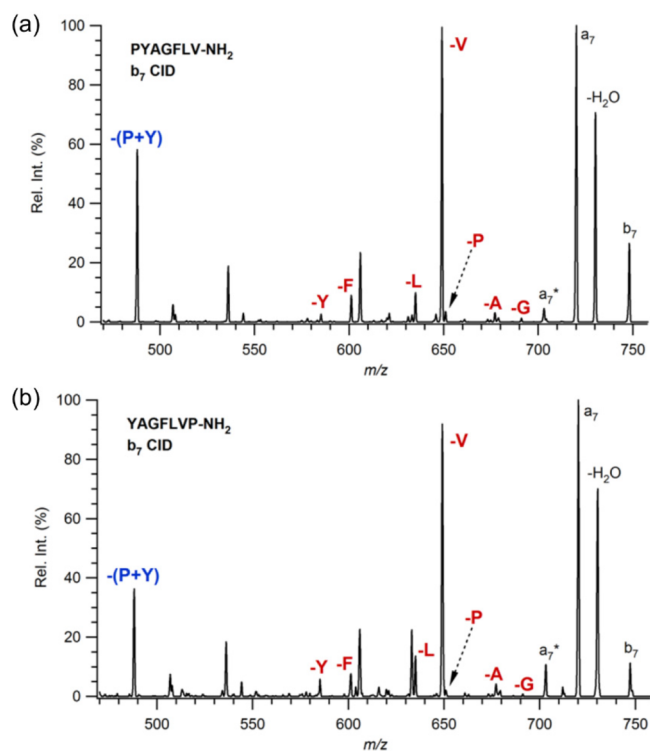 (a)
PYAGFLV-NH₂
b₇ CID
Rel. Int. (%)
100
80
60
40
20
0
-(P+Y)
-Y
-F
-L
-V
-P
-A
-G
a₇*
a₇
-H₂O
b₇
500
550
600
650
700
750
m/z
(b)
YAGFLVP-NH₂
b₇ CID
Rel. Int. (%)
100
80
60
40
20
0
-(P+Y)
-Y
-F
-L
-V
-P
-A
-G
a₇*
a₇
-H₂O
b₇
500
550
600
650
700
750
m/z